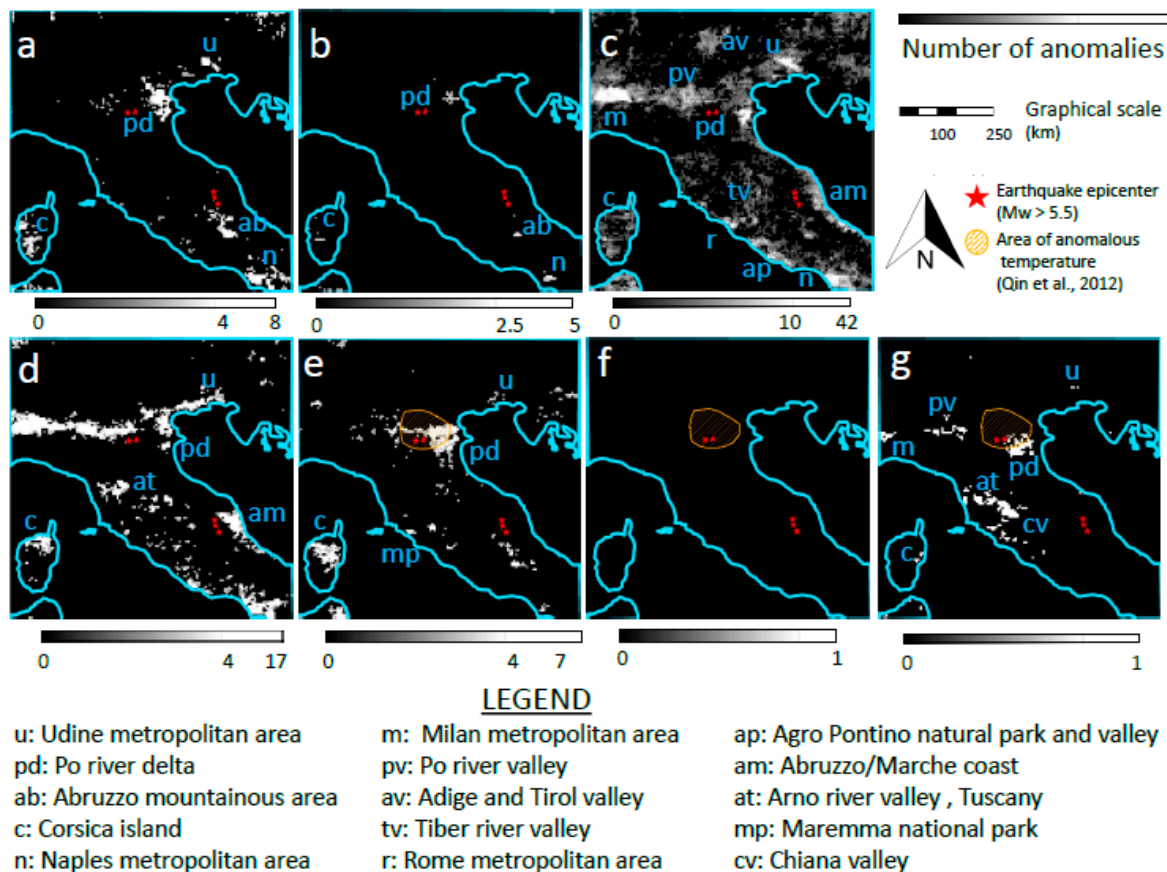 a
u
pd
c
ab
n
0 4 8
b
pd
c
ab
n
0 2.5 5
c
av
u
pv
m
pd
tv
am
c
r
ap
n
0 10 42
Number of anomalies
Graphical scale
(km)
100 250
N
Earthquake epicenter
(Mw > 5.5)
Area of anomalous
temperature
(Qin et al., 2012)
d
u
pd
at
am
c
0 4 17
e
u
pd
c
mp
0 4 7
f
0 1
g
u
pv
m
pd
at
cv
c
0 1
LEGEND
u: Udine metropolitan area
pd: Po river delta
ab: Abruzzo mountainous area
c: Corsica island
n: Naples metropolitan area
m: Milan metropolitan area
pv: Po river valley
av: Adige and Tirol valley
tv: Tiber river valley
r: Rome metropolitan area
ap: Agro Pontino natural park and valley
am: Abruzzo/Marche coast
at: Arno river valley , Tuscany
mp: Maremma national park
cv: Chiana valley